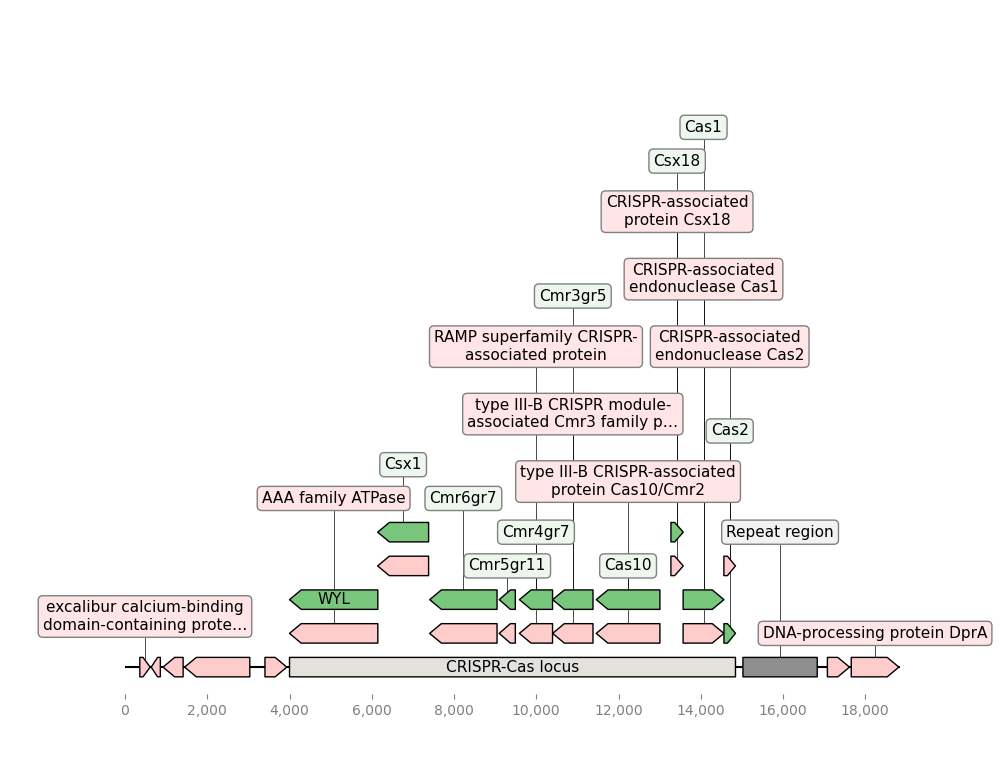 Cas1
Csx18
CRISPR-associated
protein Csx18
CRISPR-associated
endonuclease Cas1
Cmr3gr5
RAMP superfamily CRISPR-
associated protein
CRISPR-associated
endonuclease Cas2
type III-B CRISPR module-
associated Cmr3 family p…
Cas2
Csx1
type III-B CRISPR-associated
protein Cas10/Cmr2
AAA family ATPase
Cmr6gr7
Cmr4gr7
Repeat region
Cmr5gr11
Cas10
WYL
excalibur calcium-binding
domain-containing prote…
DNA-processing protein DprA
CRISPR-Cas locus
0 2,000 4,000 6,000 8,000 10,000 12,000 14,000 16,000 18,000